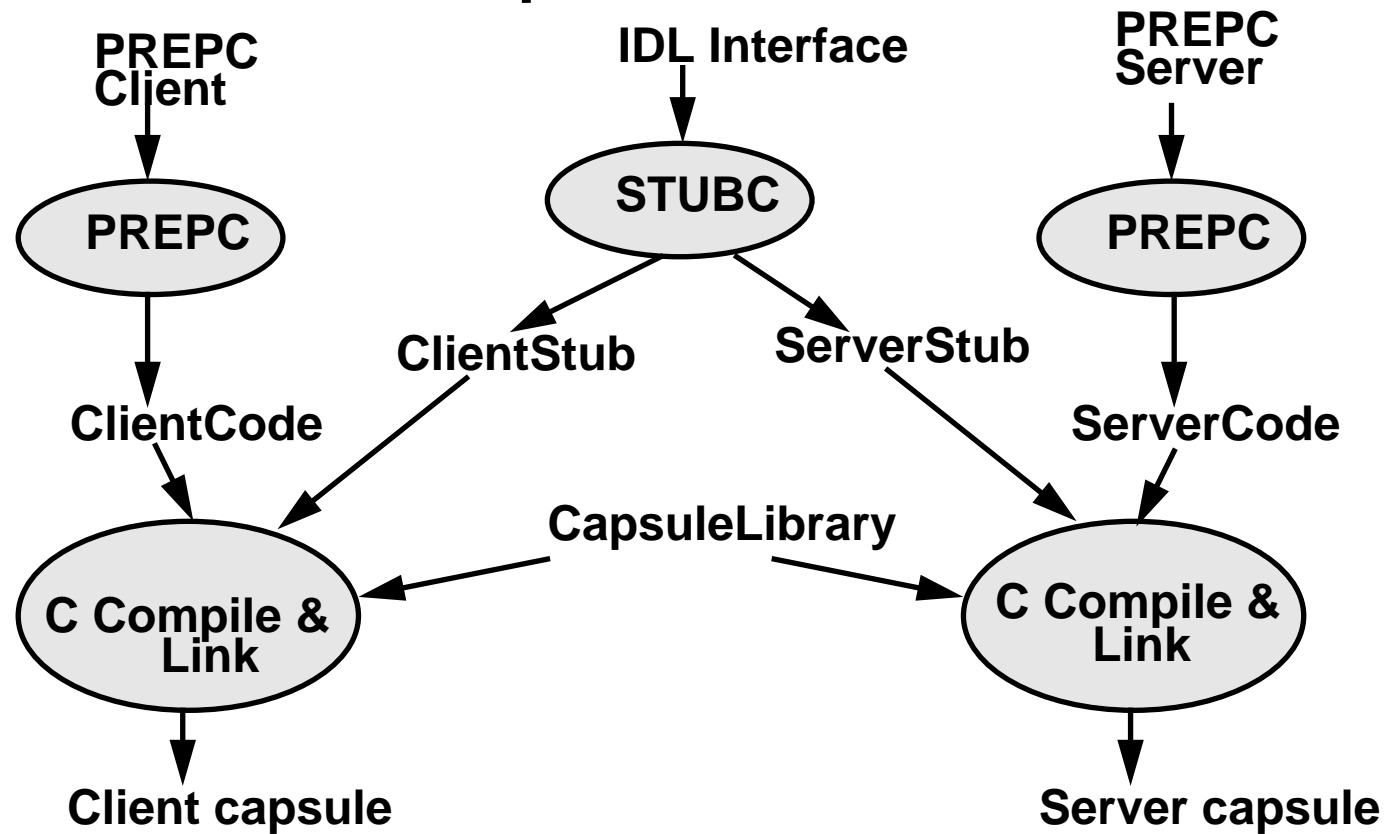 PREPC
Client
IDL Interface
PREPC
Server
PREPC
STUBC
PREPC
ClientStub
ServerStub
ClientCode
ServerCode
CapsuleLibrary
C Compile &
Link
C Compile &
Link
Client capsule
Server capsule